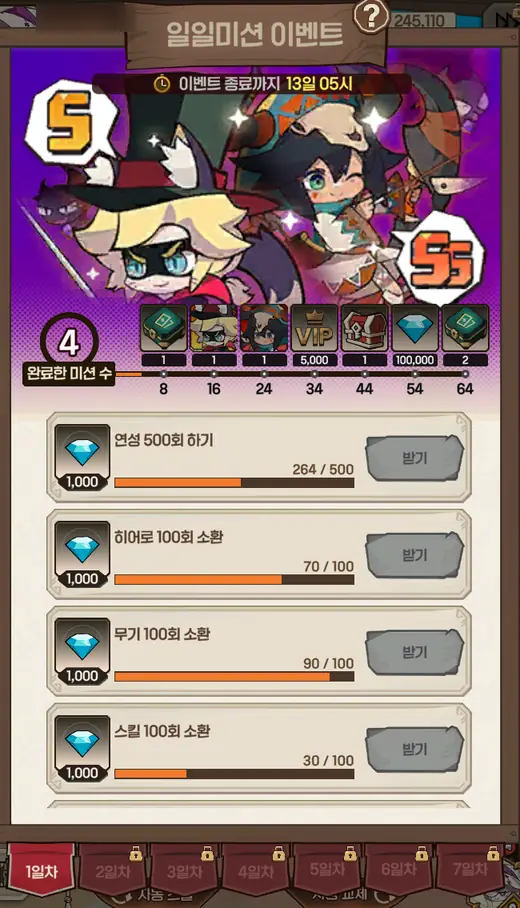 245,110
일일미션 이벤트
?
이벤트 종료까지 13일 05시
S
SS
VIP
1 1 1 5,000 1 100,000 2
4
완료한 미션 수
8 16 24 34 44 54 64
연성 500회 하기
264 / 500
1,000
받기
히어로 100회 소환
70 / 100
1,000
받기
무기 100회 소환
90 / 100
1,000
받기
스킬 100회 소환
30 / 100
1,000
받기
1일차 2일차 3일차 4일차 5일차 6일차 7일차